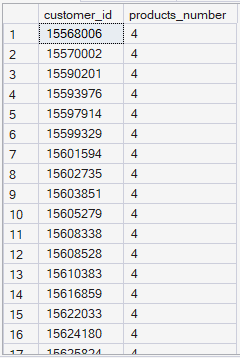 customer_id products_number
1 15568006 4
2 15570002 4
3 15590201 4
4 15593976 4
5 15597914 4
6 15599329 4
7 15601594 4
8 15602735 4
9 15603851 4
10 15605279 4
11 15608338 4
12 15608528 4
13 15610383 4
14 15616859 4
15 15622033 4
16 15624180 4
17 15625824 4